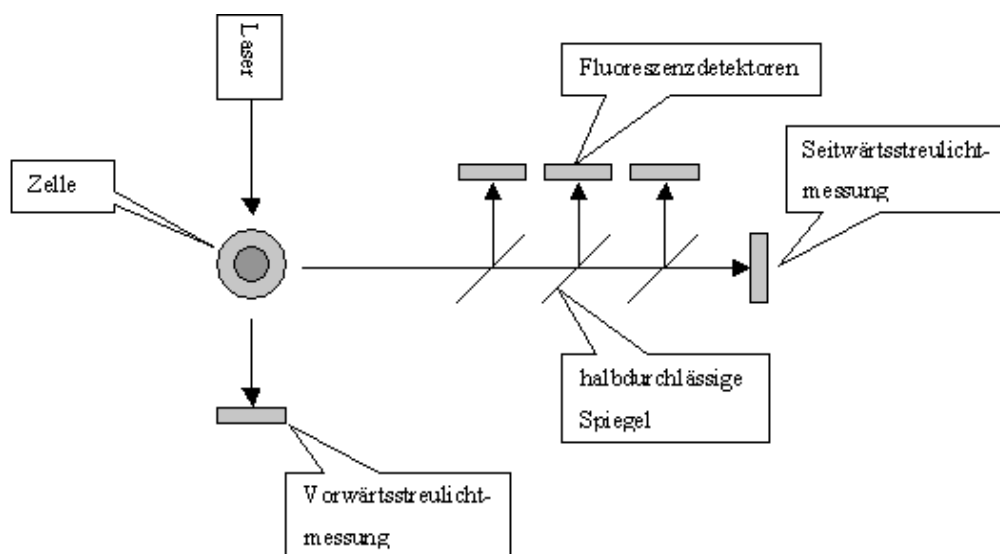 Laser
Fluoreszenzdetektoren
Seitwärtsstreulicht-
messung
Zelle
halbdurchlässige
Spiegel
Vorwärtsstreulicht-
messung